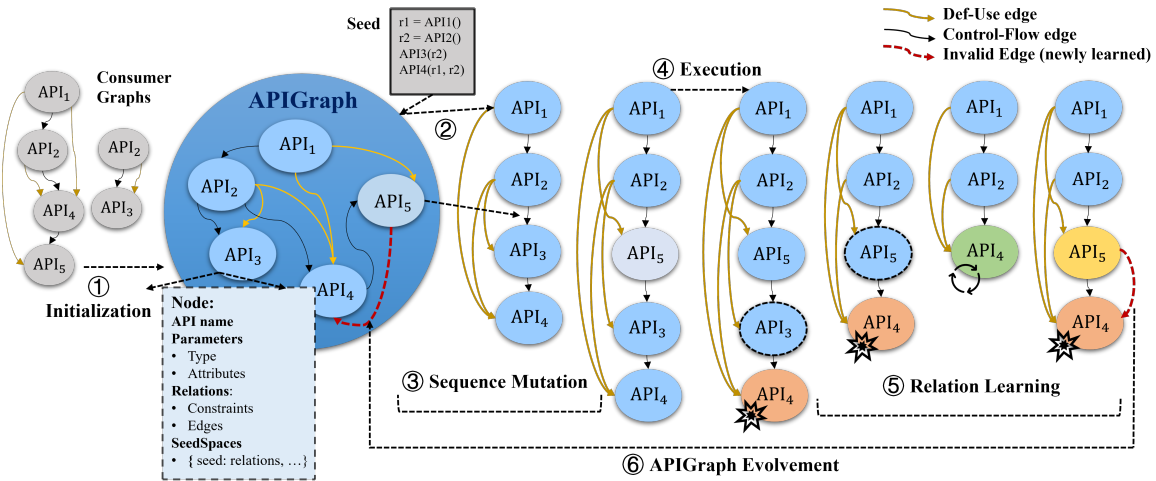 Seed
r1 = API1()
r2 = API2()
API3(r2)
API4(r1, r2)
Def-Use edge
Control-Flow edge
Invalid Edge (newly learned)
Consumer
Graphs
API₁
API₂
API₄
API₅
API₂
API₃
① 
Initialization
APIGraph
API₁
API₂
API₅
API₃
API₄
Node:
API name
Parameters
• Type
• Attributes
Relations:
• Constraints
• Edges
SeedSpaces
• { seed: relations, …}
②
API₁
API₂
API₃
API₄
③ Sequence Mutation
API₁
API₂
API₅
API₃
API₄
④ Execution
API₁
API₂
API₅
API₃
API₄
API₁
API₂
API₅
API₄
API₁
API₂
API₄
API₁
API₂
API₅
API₄
⑤ Relation Learning
⑥ APIGraph Evolvement